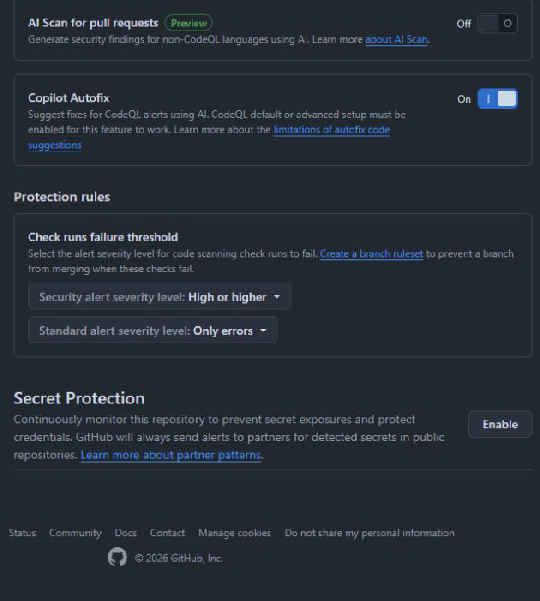 AI Scan for pull requests Preview
Off
Generate security findings for non-CodeQL languages using A. Learn more about AI Scan.
Copilot Autofix
On
Suggest fixes for CodeQL alerts using AI. CodeQL default or advanced setup must be
enabled for this feature to work. Learn more about the limitations of autofix code
suggestions
Protection rules
Check runs failure threshold
Select the alert severity level for code scanning check runs to fail. Create a branch ruleset to prevent a branch
from merging when these checks fail.
Security alert severity level: High or higher
Standard alert severity level: Only errors
Secret Protection
Continuously monitor this repository to prevent secret exposures and protect
credentials. GitHub will always send alerts to partners for detected secrets in public
repositories. Learn more about partner patterns.
Enable
Status Community Docs Contact Manage cookies Do not share my personal information
© 2026 GitHub, Inc.